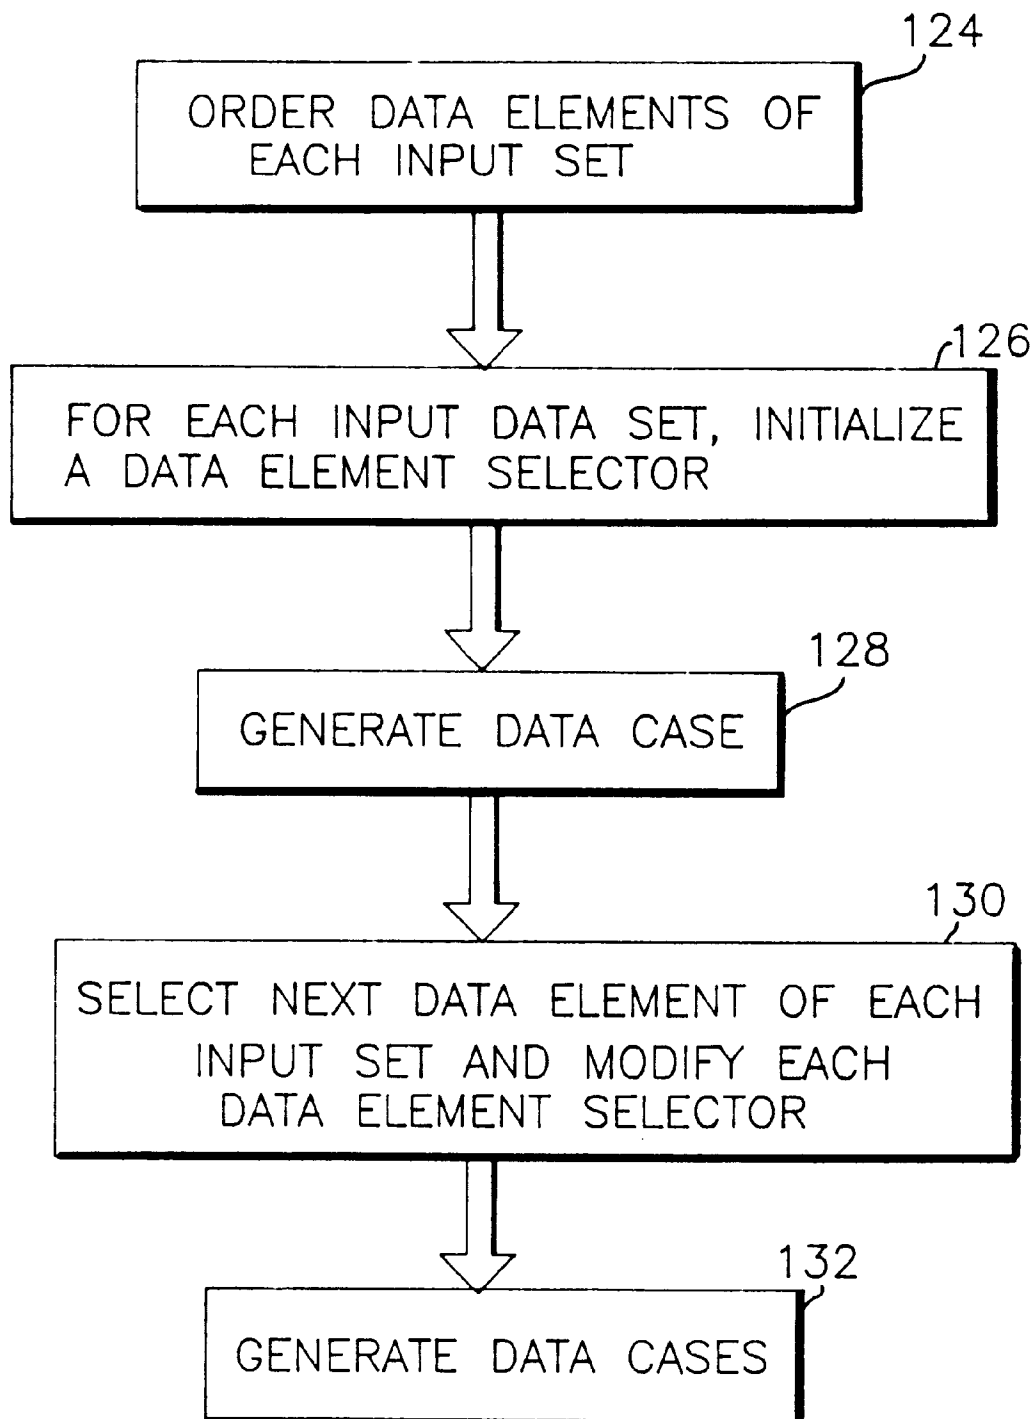 124
ORDER DATA ELEMENTS OF
EACH INPUT SET
126
FOR EACH INPUT DATA SET, INITIALIZE
A DATA ELEMENT SELECTOR
128
GENERATE DATA CASE
130
SELECT NEXT DATA ELEMENT OF EACH
INPUT SET AND MODIFY EACH
DATA ELEMENT SELECTOR
132
GENERATE DATA CASES